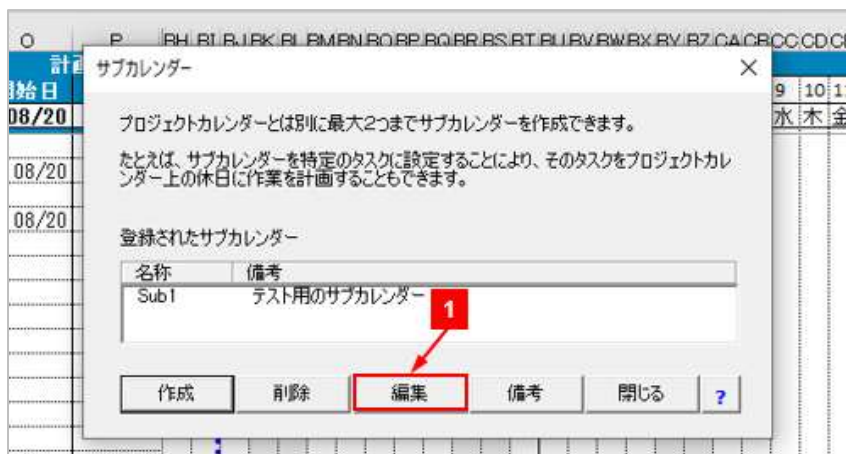 O P BH BI BJ BK BL BM BN BO BP BQ BR BS BT BU BV BW BX BY BZ CA CB CC CD
計
サブカレンダー
始日
9 10 11
08/20
水 木 金
プロジェクトカレンダーとは別に最大2つまでサブカレンダーを作成できます。
たとえば、サブカレンダーを特定のタスクに設定することにより、そのタスクをプロジェクトカレ
ンダー上の休日に作業を計画することもできます。
08/20
08/20
登録されたサブカレンダー
名称 備考
Sub1 テスト用のサブカレンダー
1
作成 削除 編集 備考 閉じる ?